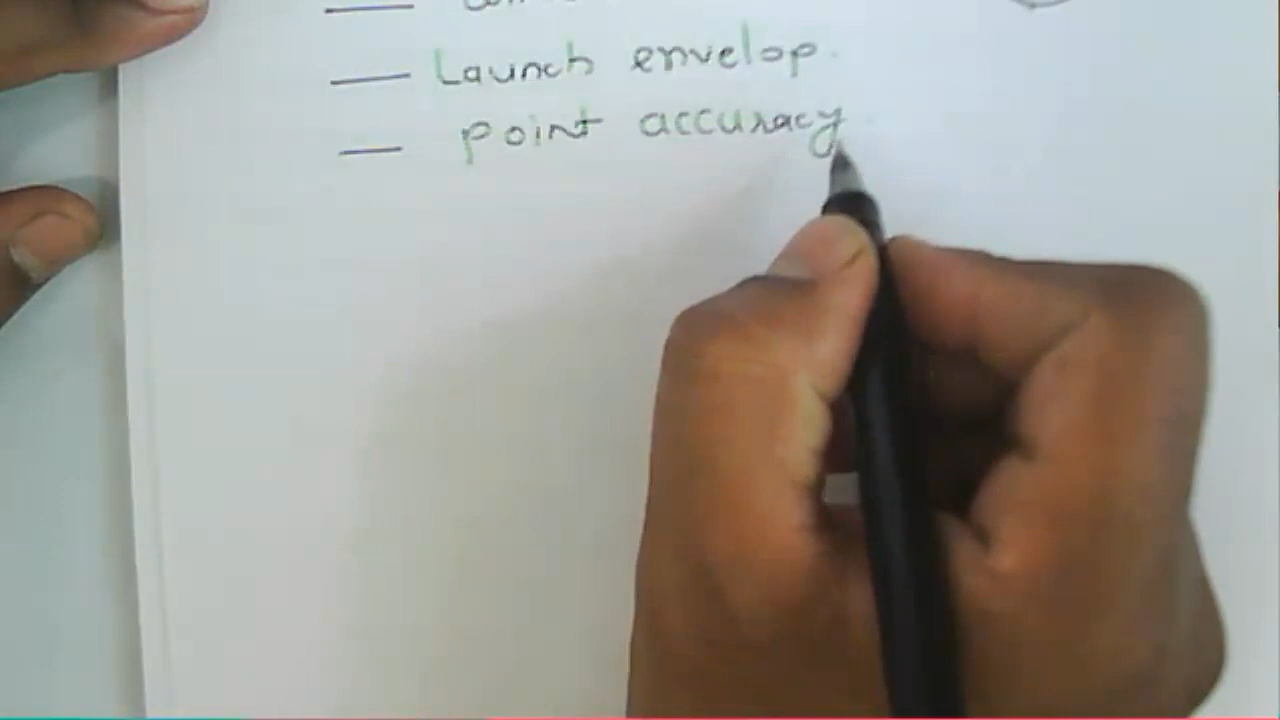 — Launch envelop.
— point accuracy